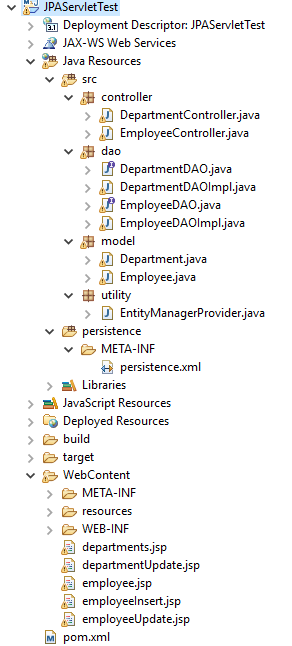 JPAServletTest
Deployment Descriptor: JPAServletTest
JAX-WS Web Services
Java Resources
src
controller
DepartmentController.java
EmployeeController.java
dao
DepartmentDAO.java
DepartmentDAOImpl.java
EmployeeDAO.java
EmployeeDAOImpl.java
model
Department.java
Employee.java
utility
EntityManagerProvider.java
persistence
META-INF
persistence.xml
Libraries
JavaScript Resources
Deployed Resources
build
target
WebContent
META-INF
resources
WEB-INF
departments.jsp
departmentUpdate.jsp
employee.jsp
employeeInsert.jsp
employeeUpdate.jsp
pom.xml